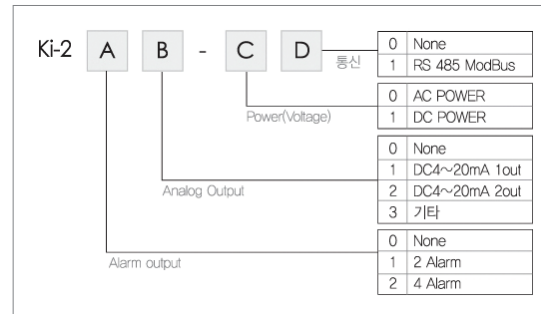 Ki-2 A B - C D
통신
0 None
1 RS 485 ModBus
Power(Voltage)
0 AC POWER
1 DC POWER
Analog Output
0 None
1 DC4~20mA 1out
2 DC4~20mA 2out
3 기타
Alarm output
0 None
1 2 Alarm
2 4 Alarm